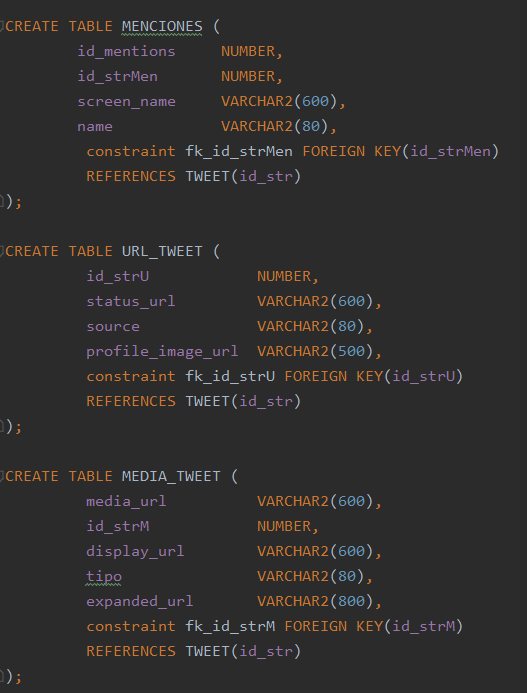 CREATE TABLE MENCIONES (
id_mentions NUMBER,
id_strMen NUMBER,
screen_name VARCHAR2(600),
name VARCHAR2(80),
constraint fk_id_strMen FOREIGN KEY(id_strMen)
REFERENCES TWEET(id_str)
);
CREATE TABLE URL_TWEET (
id_strU NUMBER,
status_url VARCHAR2(600),
source VARCHAR2(80),
profile_image_url VARCHAR2(500),
constraint fk_id_strU FOREIGN KEY(id_strU)
REFERENCES TWEET(id_str)
);
CREATE TABLE MEDIA_TWEET (
media_url VARCHAR2(600),
id_strM NUMBER,
display_url VARCHAR2(600),
tipo VARCHAR2(80),
expanded_url VARCHAR2(800),
constraint fk_id_strM FOREIGN KEY(id_strM)
REFERENCES TWEET(id_str)
);